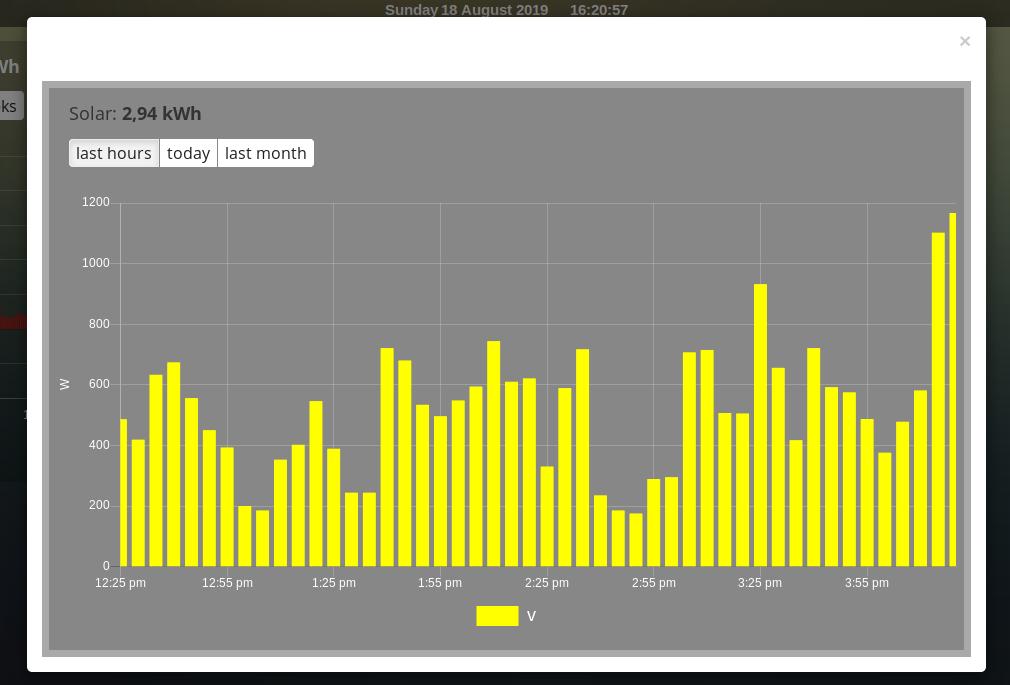 Sunday 18 August 2019 16:20:57
Wh
×
ks
Solar: 2,94 kWh
last hours today last month
1200
1000
800
600
400
200
0
W
12:25 pm 12:55 pm 1:25 pm 1:55 pm 2:25 pm 2:55 pm 3:25 pm 3:55 pm
V